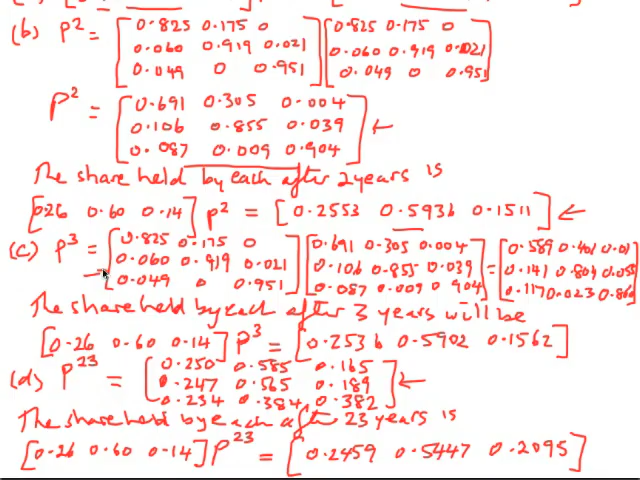 (b) P² = [0.825 0.175 0] [0.825 0.175 0]
0.060 0.919 0.021 0.060 0.919 0.021
0.049 0 0.951 0.049 0 0.951
P² = [0.691 0.305 0.004
0.106 0.855 0.039 ←
0.087 0.009 0.904]
The share held by each after 2 years is
[0.26 0.60 0.14] P² = [0.2553 0.5936 0.1511] ←
(c) P³ = [0.825 0.175 0] [0.691 0.305 0.004] = [0.589 0.401
0.060 0.919 0.021 0.106 0.855 0.039 0.141 0.804
0.049 0 0.951 0.087 0.009 0.904 0.117 0.023
The share held by each after 3 years will be
[0.26 0.60 0.14] P³ = [0.2536 0.5902 0.1562]
(d) P²³ = [0.250 0.585 0.165
0.247 0.565 0.189 ←
0.234 0.384 0.382]
The share held by each after 23 years is
[0.26 0.60 0.14] P²³ = [0.2459 0.5447 0.2095]